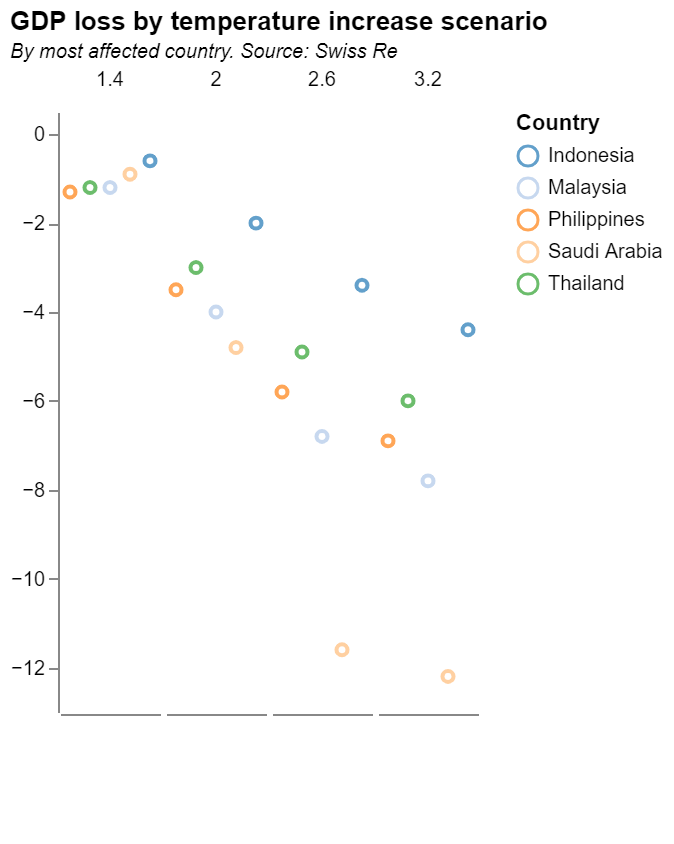 GDP loss by temperature increase scenario
By most affected country. Source: Swiss Re
1.4 2 2.6 3.2
0
−2
−4
−6
−8
−10
−12
Country
Indonesia
Malaysia
Philippines
Saudi Arabia
Thailand